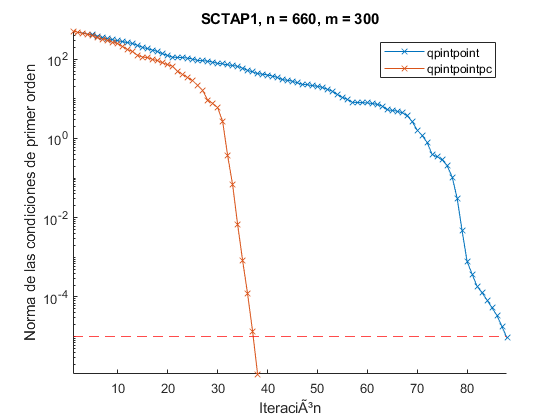 SCTAP1, n = 660, m = 300
qpintpoint
qpintpointpc
Norma de las condiciones de primer orden
10^2
10^0
10^-2
10^-4
10 20 30 40 50 60 70 80
IteraciÃ³n